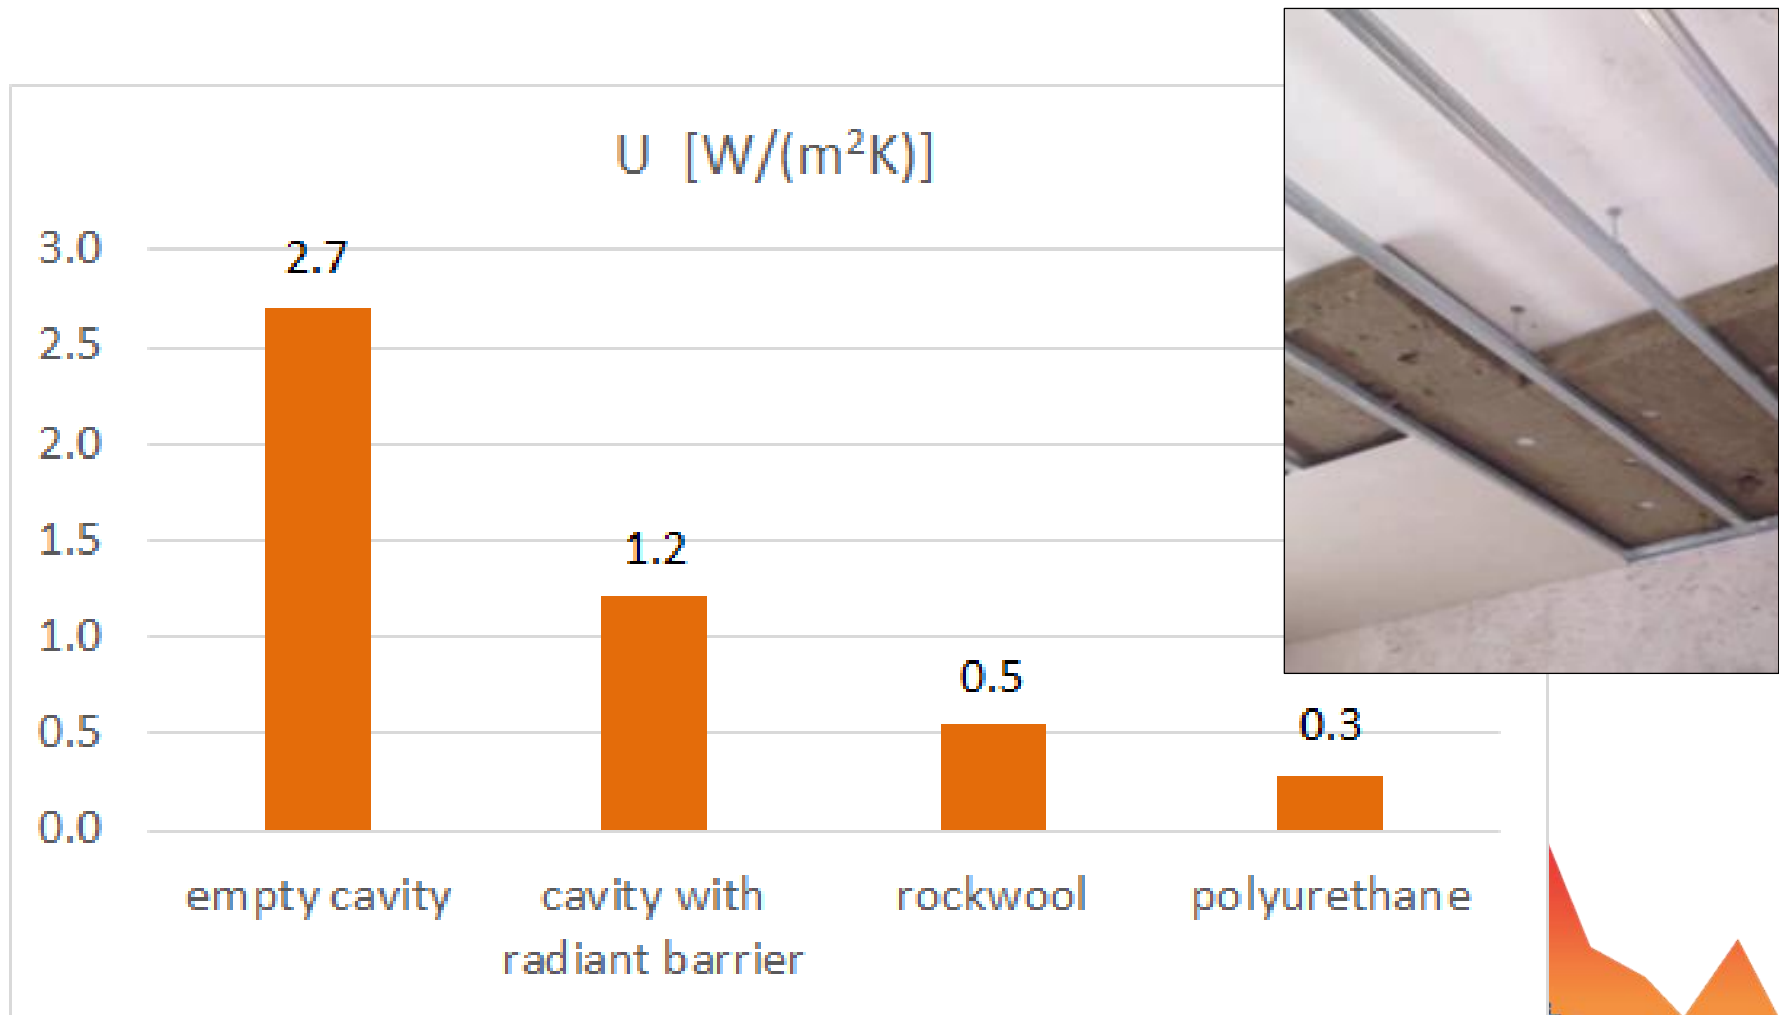 U [W/(m²K)]
3.0
2.5
2.0
1.5
1.0
0.5
0.0
2.7
1.2
0.5
0.3
empty cavity
cavity with
radiant barrier
rockwool
polyurethane